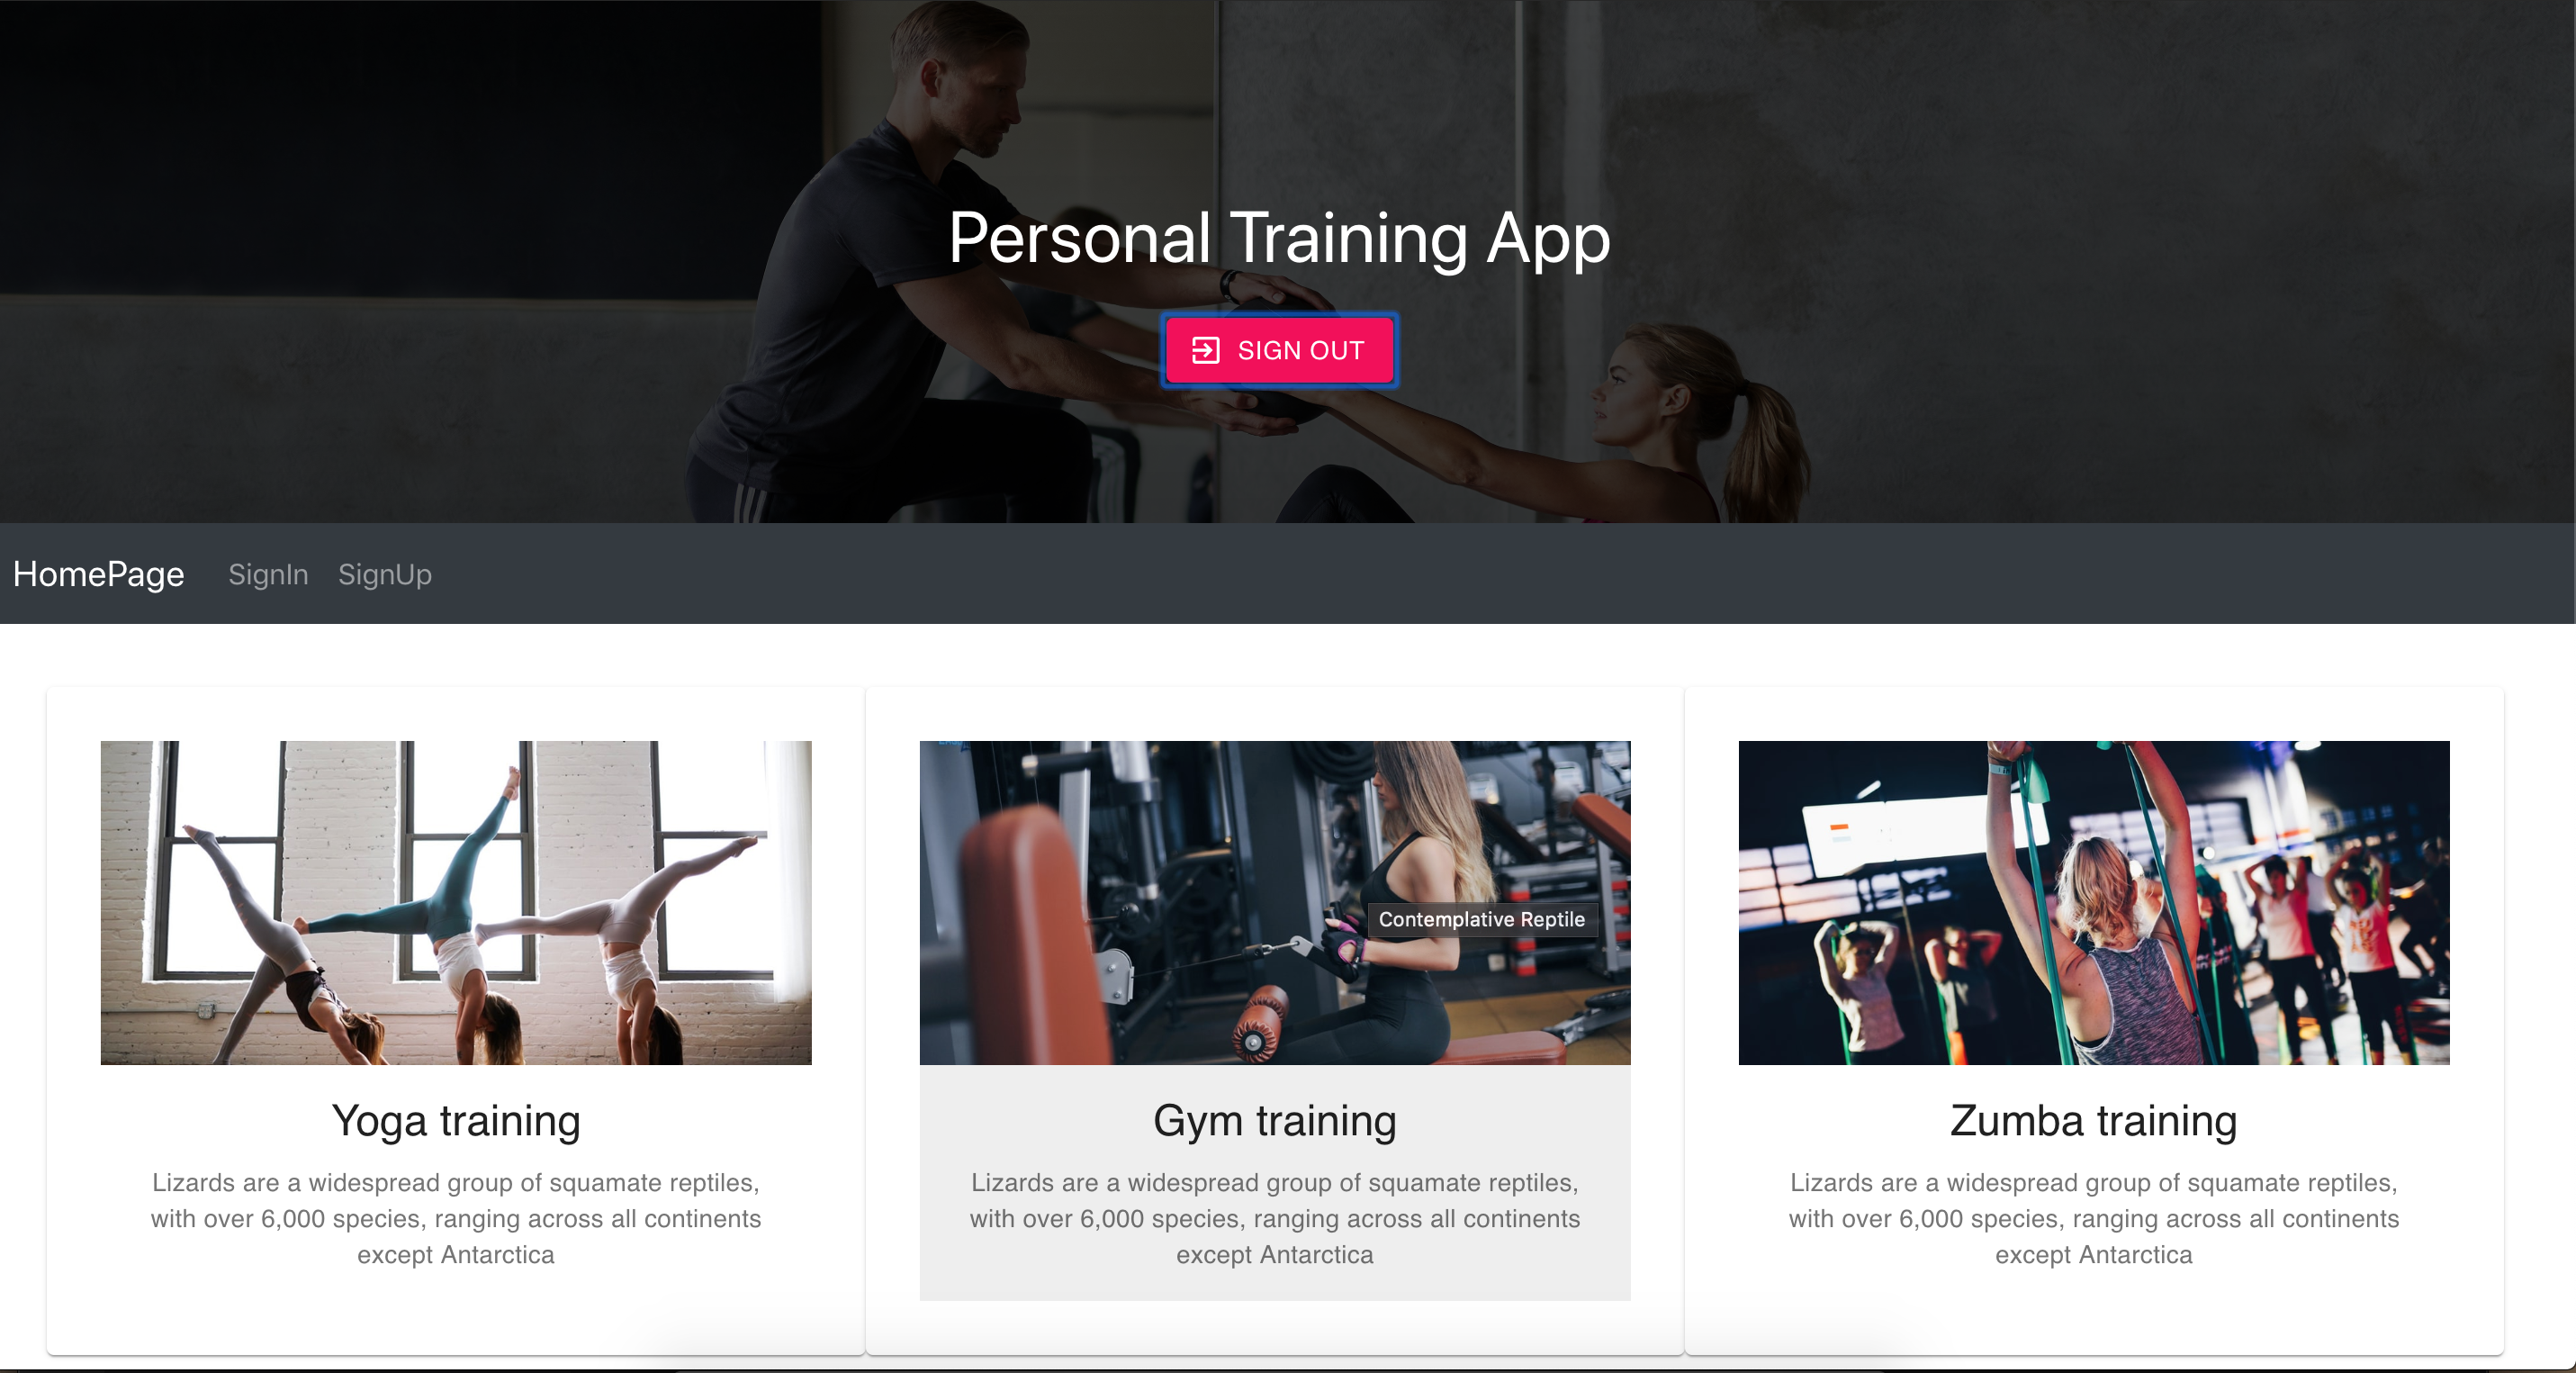 Personal Training App
SIGN OUT
HomePage SignIn SignUp
Contemplative Reptile
Yoga training
Lizards are a widespread group of squamate reptiles,
with over 6,000 species, ranging across all continents
except Antarctica
Gym training
Lizards are a widespread group of squamate reptiles,
with over 6,000 species, ranging across all continents
except Antarctica
Zumba training
Lizards are a widespread group of squamate reptiles,
with over 6,000 species, ranging across all continents
except Antarctica